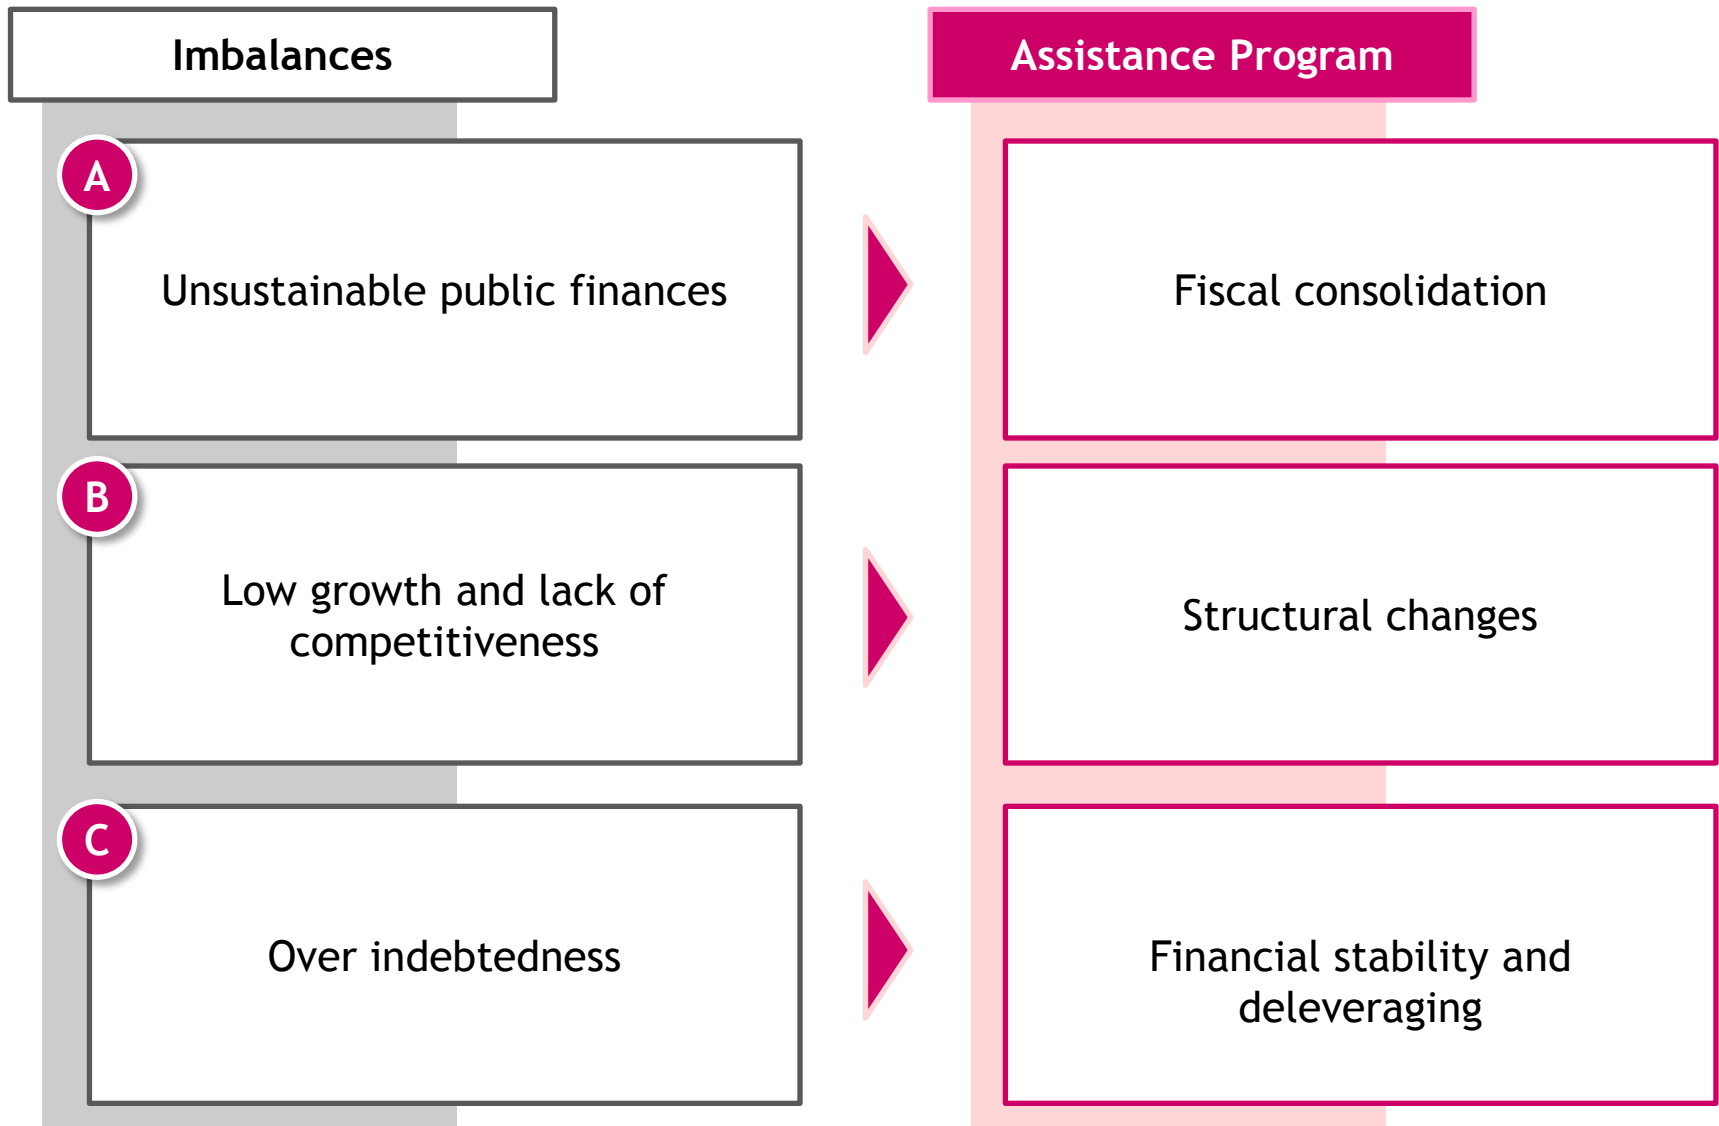 Imbalances
Assistance Program
A
Unsustainable public finances
Fiscal consolidation
B
Low growth and lack of
competitiveness
Structural changes
C
Over indebtedness
Financial stability and
deleveraging